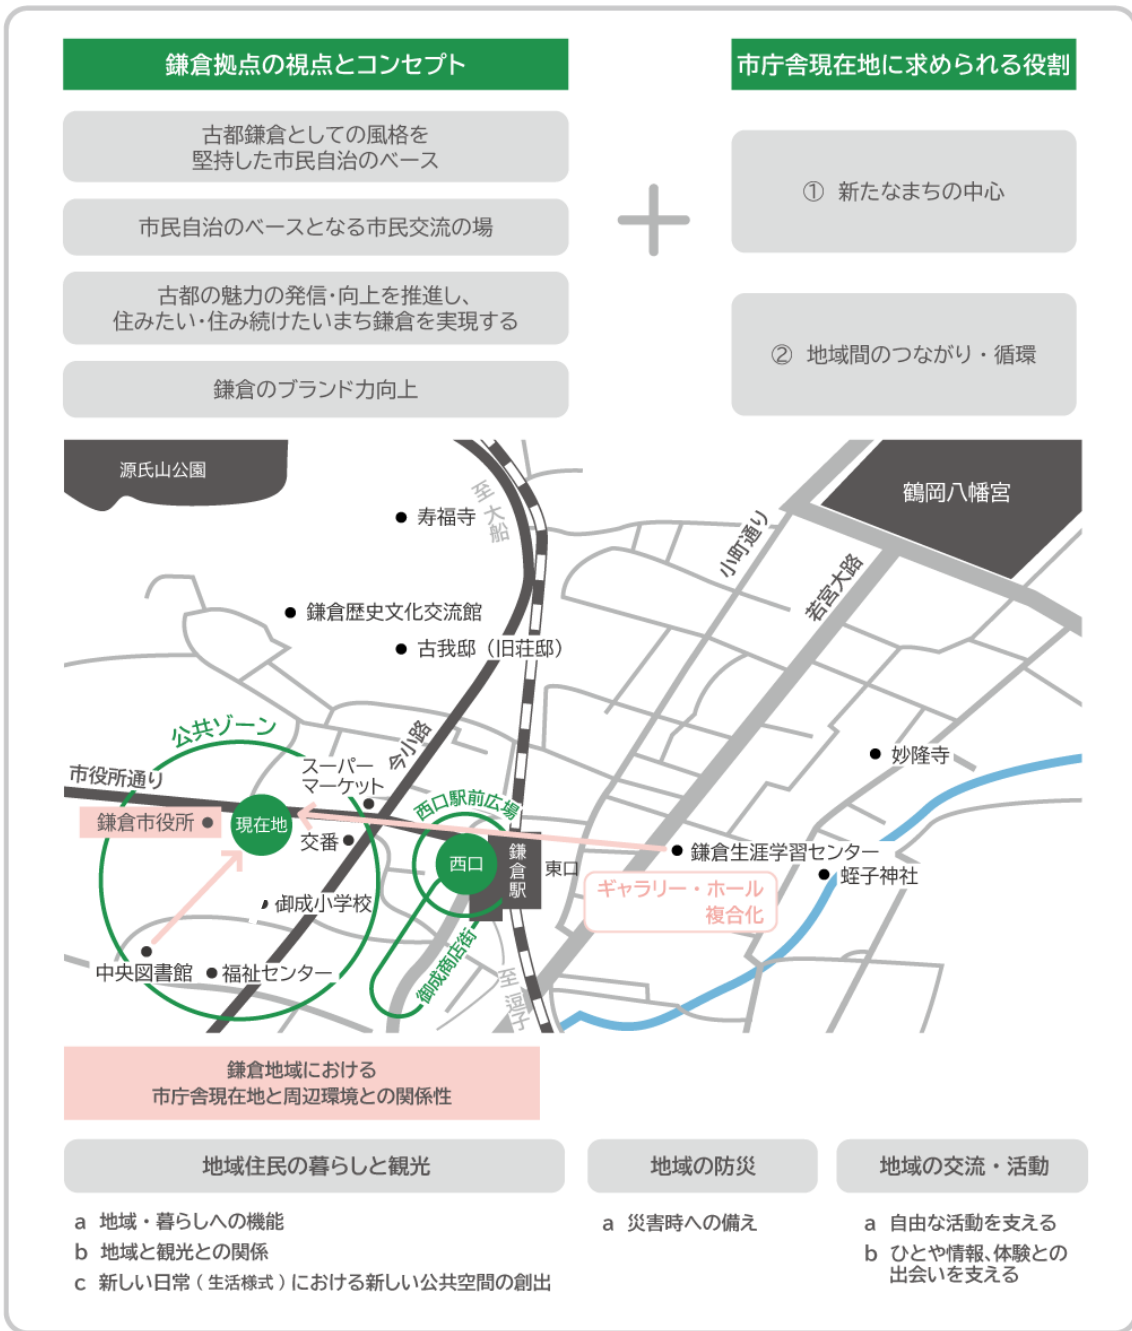 鎌倉拠点の視点とコンセプト
古都鎌倉としての風格を
堅持した市民自治のベース
市民自治のベースとなる市民交流の場
古都の魅力の発信・向上を推進し、
住みたい・住み続けたいまち鎌倉を実現する
鎌倉のブランド力向上
市庁舎現在地に求められる役割
① 新たなまちの中心
② 地域間のつながり・循環
源氏山公園
鶴岡八幡宮
至大船
寿福寺
小町通り
若宮大路
鎌倉歴史文化交流館
古我邸（旧荘邸）
公共ゾーン
今小路
市役所通り
スーパー
マーケット
妙隆寺
西口駅前広場
鎌倉市役所
現在地
交番
西口
鎌倉駅
東口
鎌倉生涯学習センター
蛭子神社
ギャラリー・ホール
複合化
御成小学校
御成商店街
中央図書館
福祉センター
至逗子
鎌倉地域における
市庁舎現在地と周辺環境との関係性
地域住民の暮らしと観光
a 地域・暮らしへの機能
b 地域と観光との関係
c 新しい日常（生活様式）における新しい公共空間の創出
地域の防災
a 災害時への備え
地域の交流・活動
a 自由な活動を支える
b ひとや情報、体験との
出会いを支える